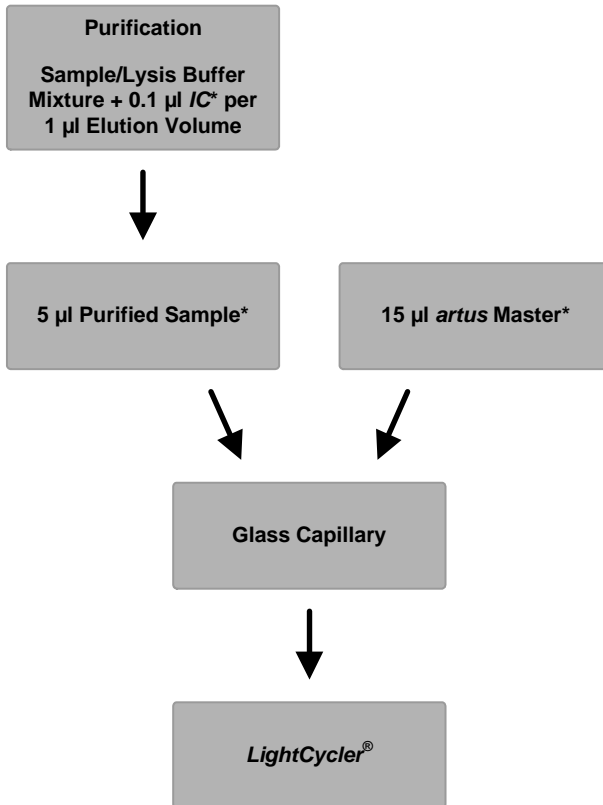 Purification
Sample/Lysis Buffer
Mixture + 0.1 µl IC* per
1 µl Elution Volume
5 µl Purified Sample*
15 µl artus Master*
Glass Capillary
LightCycler®